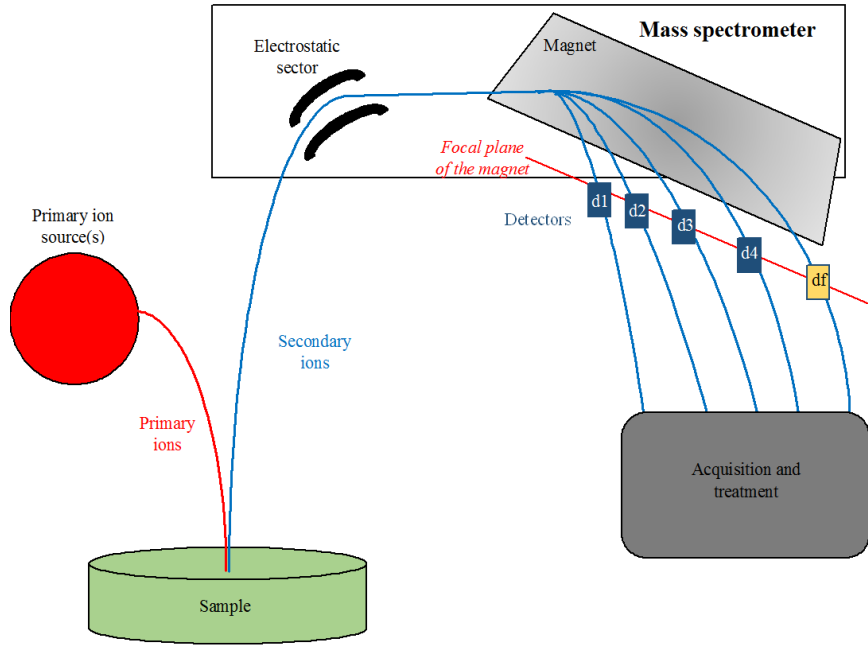 Mass spectrometer
Electrostatic
sector
Magnet
Focal plane
of the magnet
Primary ion
source(s)
Detectors
d1
d2
d3
d4
df
Secondary
ions
Primary
ions
Acquisition and
treatment
Sample